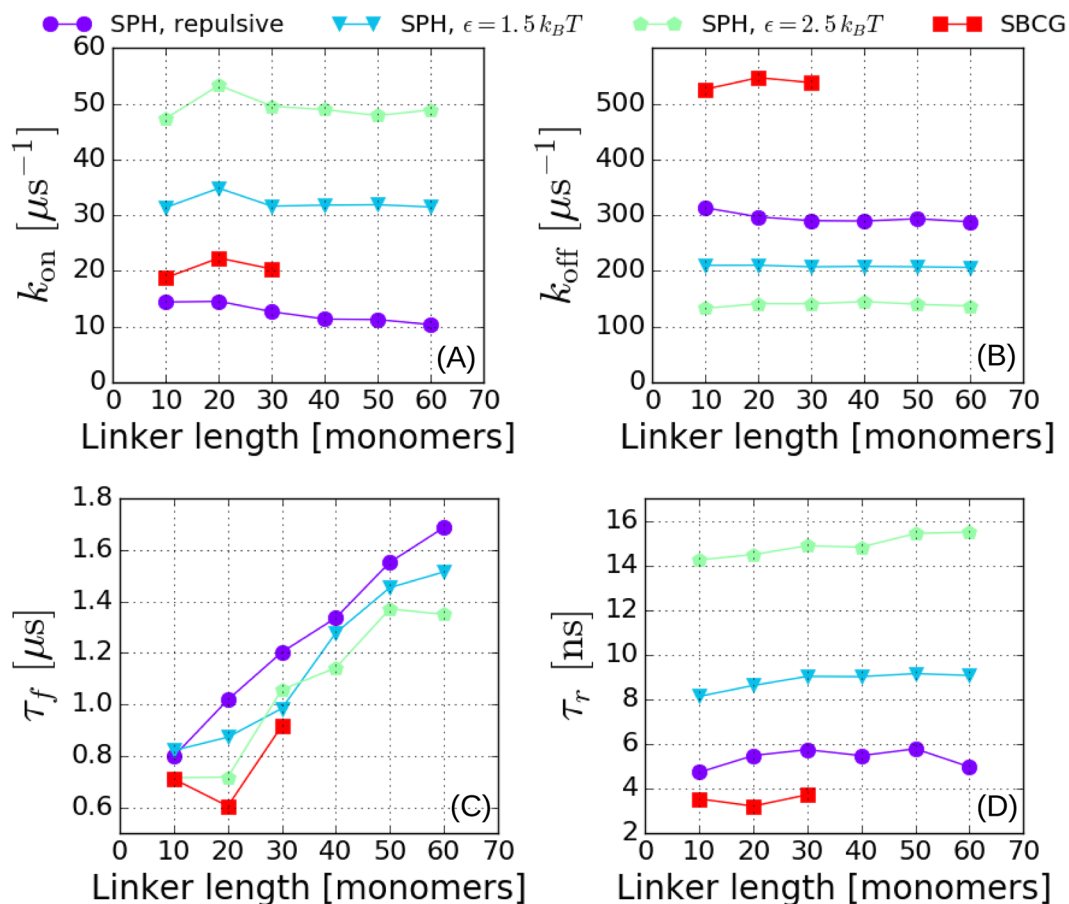 SPH, repulsive SPH, ϵ = 1.5 k_BT SPH, ϵ = 2.5 k_BT SBCG
60
50
40
30
20
10
0
k_on [μs⁻¹]
(A)
0 10 20 30 40 50 60 70
Linker length [monomers]
500
400
300
200
100
0
k_off [μs⁻¹]
(B)
0 10 20 30 40 50 60 70
Linker length [monomers]
1.8
1.6
1.4
1.2
1.0
0.8
0.6
τ_f [μs]
(C)
0 10 20 30 40 50 60 70
Linker length [monomers]
16
14
12
10
8
6
4
2
τ_r [ns]
(D)
0 10 20 30 40 50 60 70
Linker length [monomers]